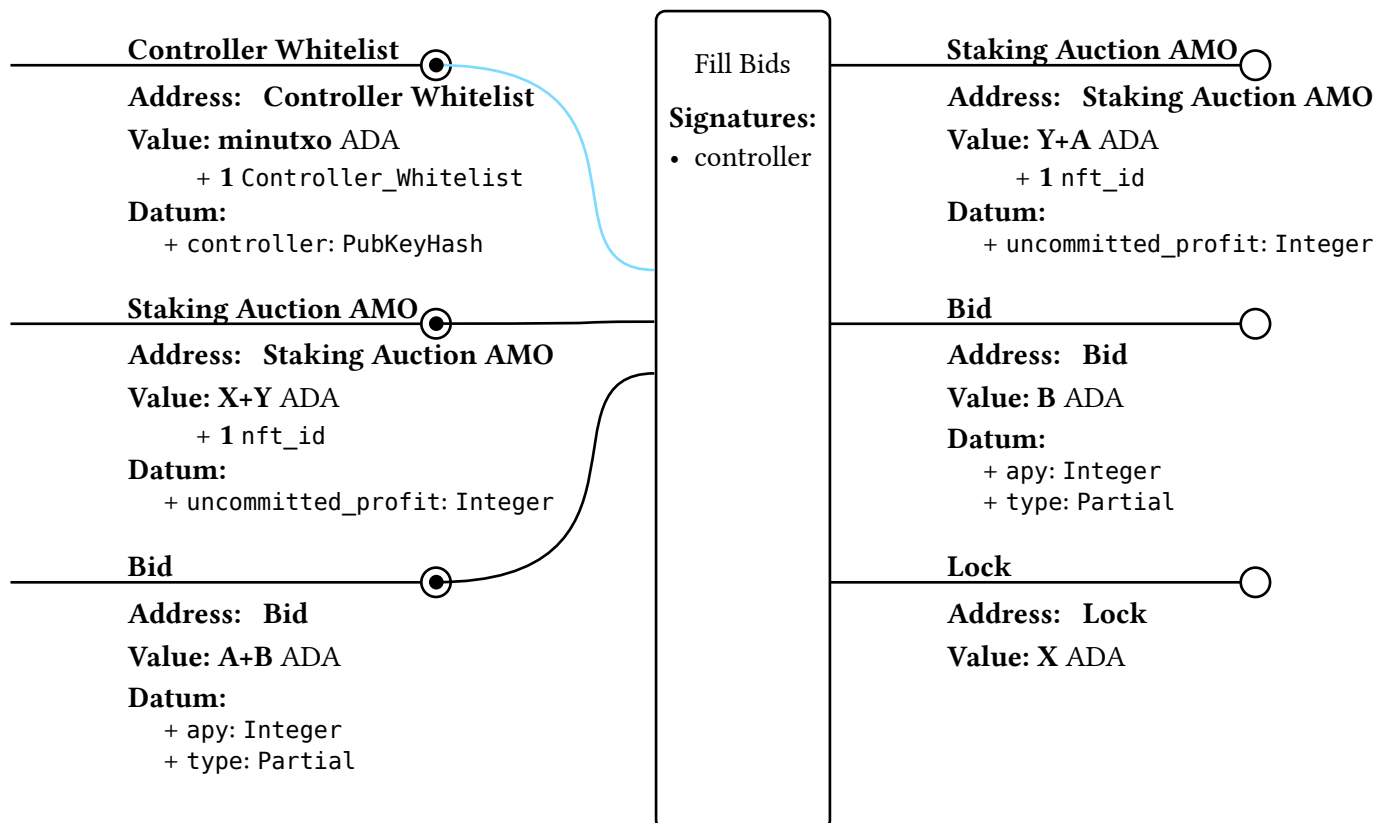 Controller Whitelist
Address: Controller Whitelist
Value: minutxo ADA
+ 1 Controller_Whitelist
Datum:
+ controller: PubKeyHash
Staking Auction AMO
Address: Staking Auction AMO
Value: X+Y ADA
+ 1 nft_id
Datum:
+ uncommitted_profit: Integer
Bid
Address: Bid
Value: A+B ADA
Datum:
+ apy: Integer
+ type: Partial
Fill Bids
Signatures:
• controller
Staking Auction AMO
Address: Staking Auction AMO
Value: Y+A ADA
+ 1 nft_id
Datum:
+ uncommitted_profit: Integer
Bid
Address: Bid
Value: B ADA
Datum:
+ apy: Integer
+ type: Partial
Lock
Address: Lock
Value: X ADA